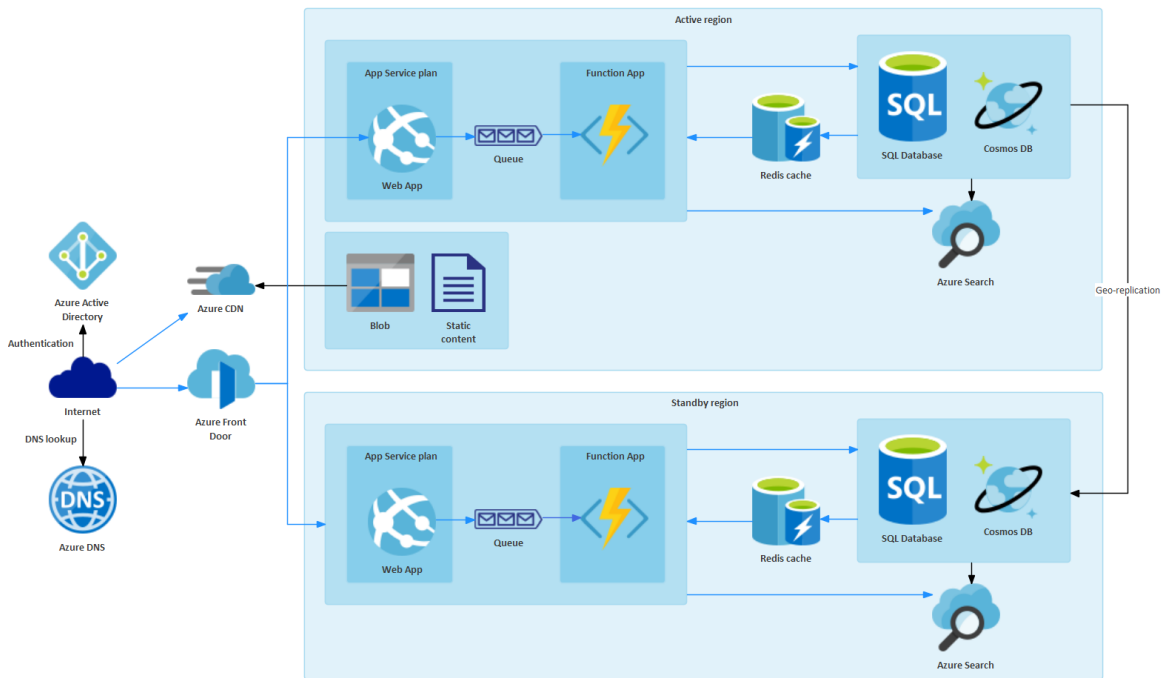 Active region
App Service plan
Function App
SQL
Web App
Queue
Redis cache
SQL Database
Cosmos DB
Azure Search
Blob
Static
content
Geo-replication
Azure Active
Directory
Authentication
Azure CDN
Internet
Azure Front
Door
DNS lookup
DNS
Azure DNS
Standby region
App Service plan
Function App
SQL
Web App
Queue
Redis cache
SQL Database
Cosmos DB
Azure Search